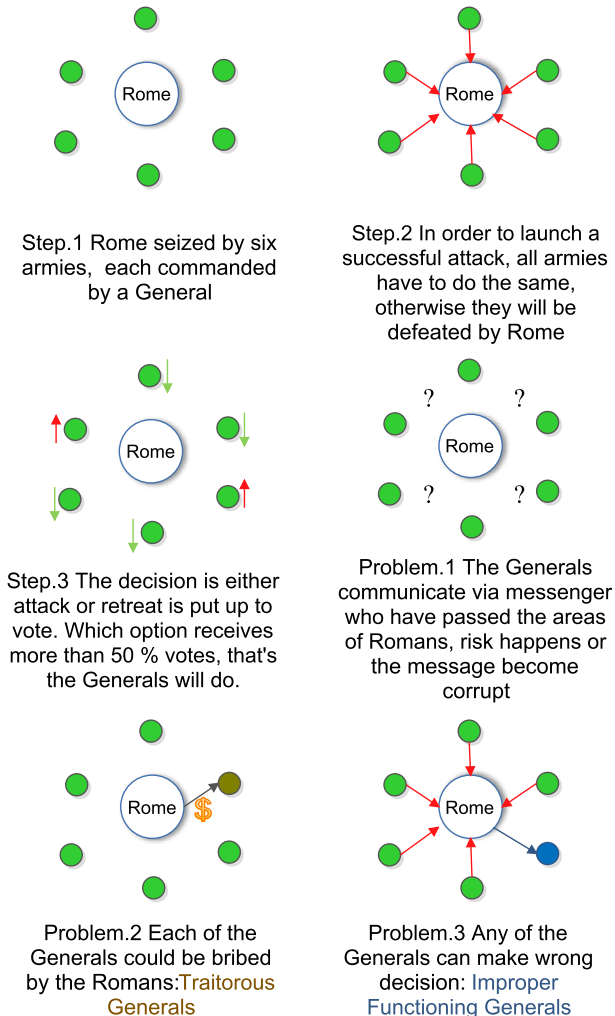 Rome
Rome
Step.1 Rome seized by six
armies,  each commanded
by a General
Step.2 In order to launch a
successful attack, all armies
have to do the same,
otherwise they will be
defeated by Rome
Rome
? ?
Rome
? ?
Step.3 The decision is either
attack or retreat is put up to
vote. Which option receives
more than 50 % votes, that's
the Generals will do.
Problem.1 The Generals
communicate via messenger
who have passed the areas
of Romans, risk happens or
the message become
corrupt
Rome
$
Rome
Problem.2 Each of the
Generals could be bribed
by the Romans:Traitorous
Generals
Problem.3 Any of the
Generals can make wrong
decision: Improper
Functioning Generals